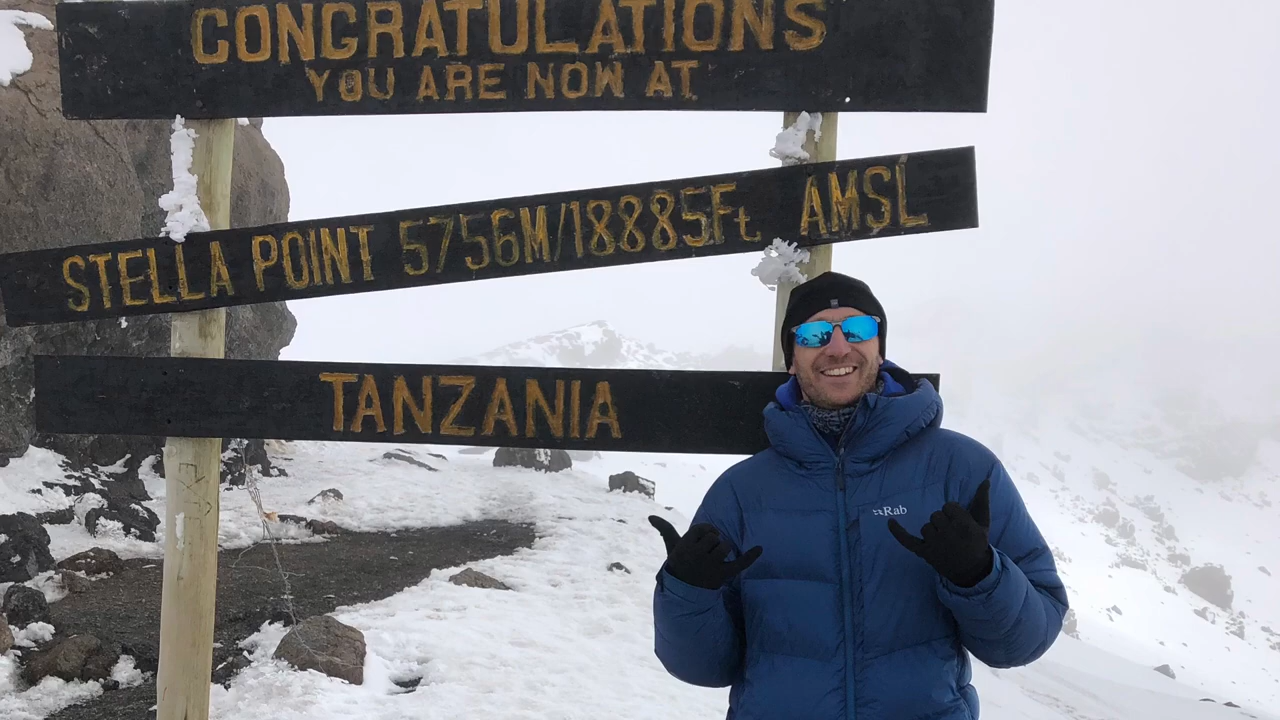 CONGRATULATIONS
YOU ARE NOW AT
STELLA POINT 5756M/18885Ft AMSL
TANZANIA
Rab